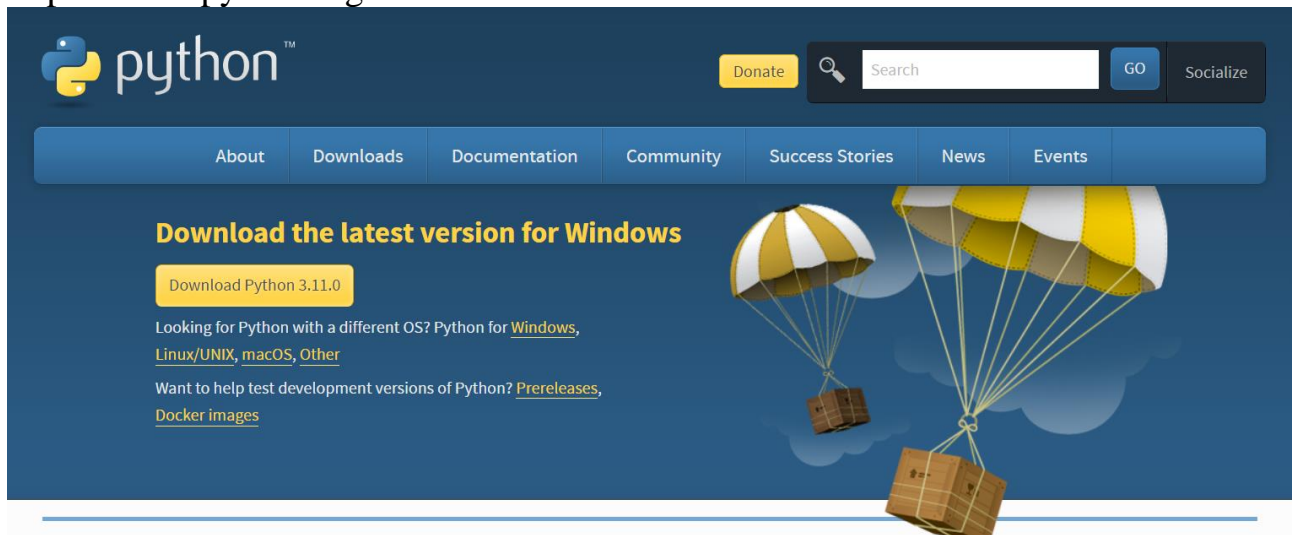 python™
Donate
Search
GO
Socialize
About Downloads Documentation Community Success Stories News Events
Download the latest version for Windows
Download Python 3.11.0
Looking for Python with a different OS? Python for Windows,
Linux/UNIX, macOS, Other
Want to help test development versions of Python? Prereleases,
Docker images